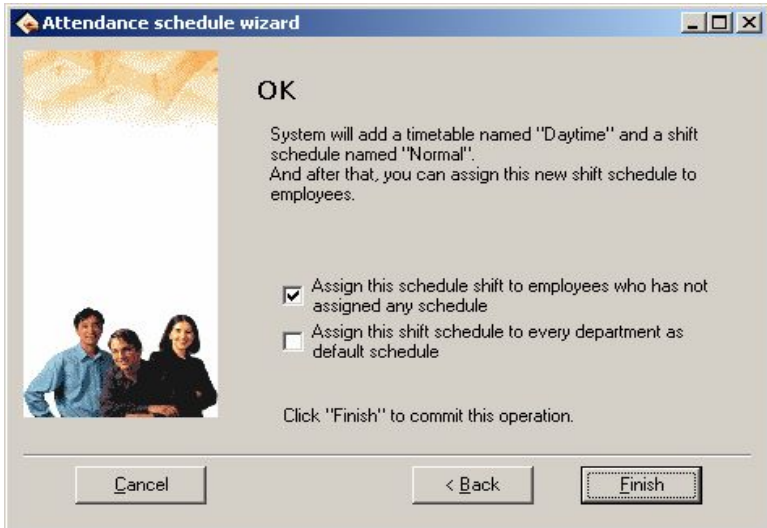 Attendance schedule wizard
OK
System will add a timetable named "Daytime" and a shift
schedule named "Normal".
And after that, you can assign this new shift schedule to
employees.
Assign this schedule shift to employees who has not
assigned any schedule
Assign this shift schedule to every department as
default schedule
Click "Finish" to commit this operation.
Cancel
< Back
Finish